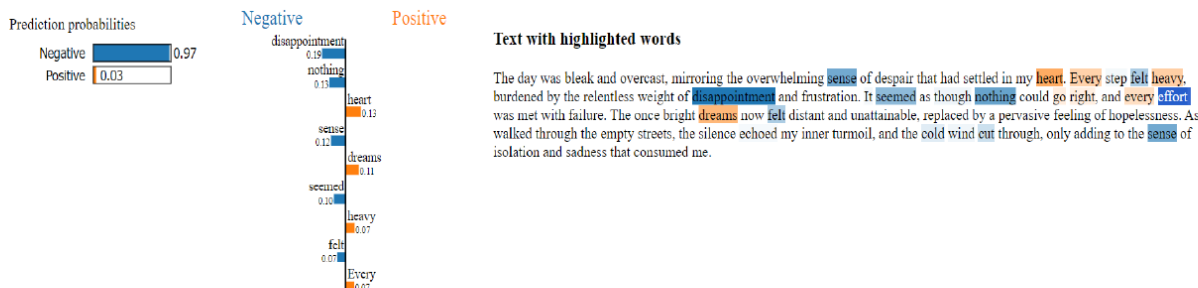 Prediction probabilities
Negative 0.97
Positive 0.03
Negative Positive
disappointment
0.19
nothing
0.13
heart
0.13
sense
0.12
dreams
0.11
seemed
0.10
heavy
0.07
felt
0.07
Every
0.07
Text with highlighted words
The day was bleak and overcast, mirroring the overwhelming sense of despair that had settled in my heart. Every step felt heavy,
burdened by the relentless weight of disappointment and frustration. It seemed as though nothing could go right, and every effort
was met with failure. The once bright dreams now felt distant and unattainable, replaced by a pervasive feeling of hopelessness. As
walked through the empty streets, the silence echoed my inner turmoil, and the cold wind cut through, only adding to the sense of
isolation and sadness that consumed me.